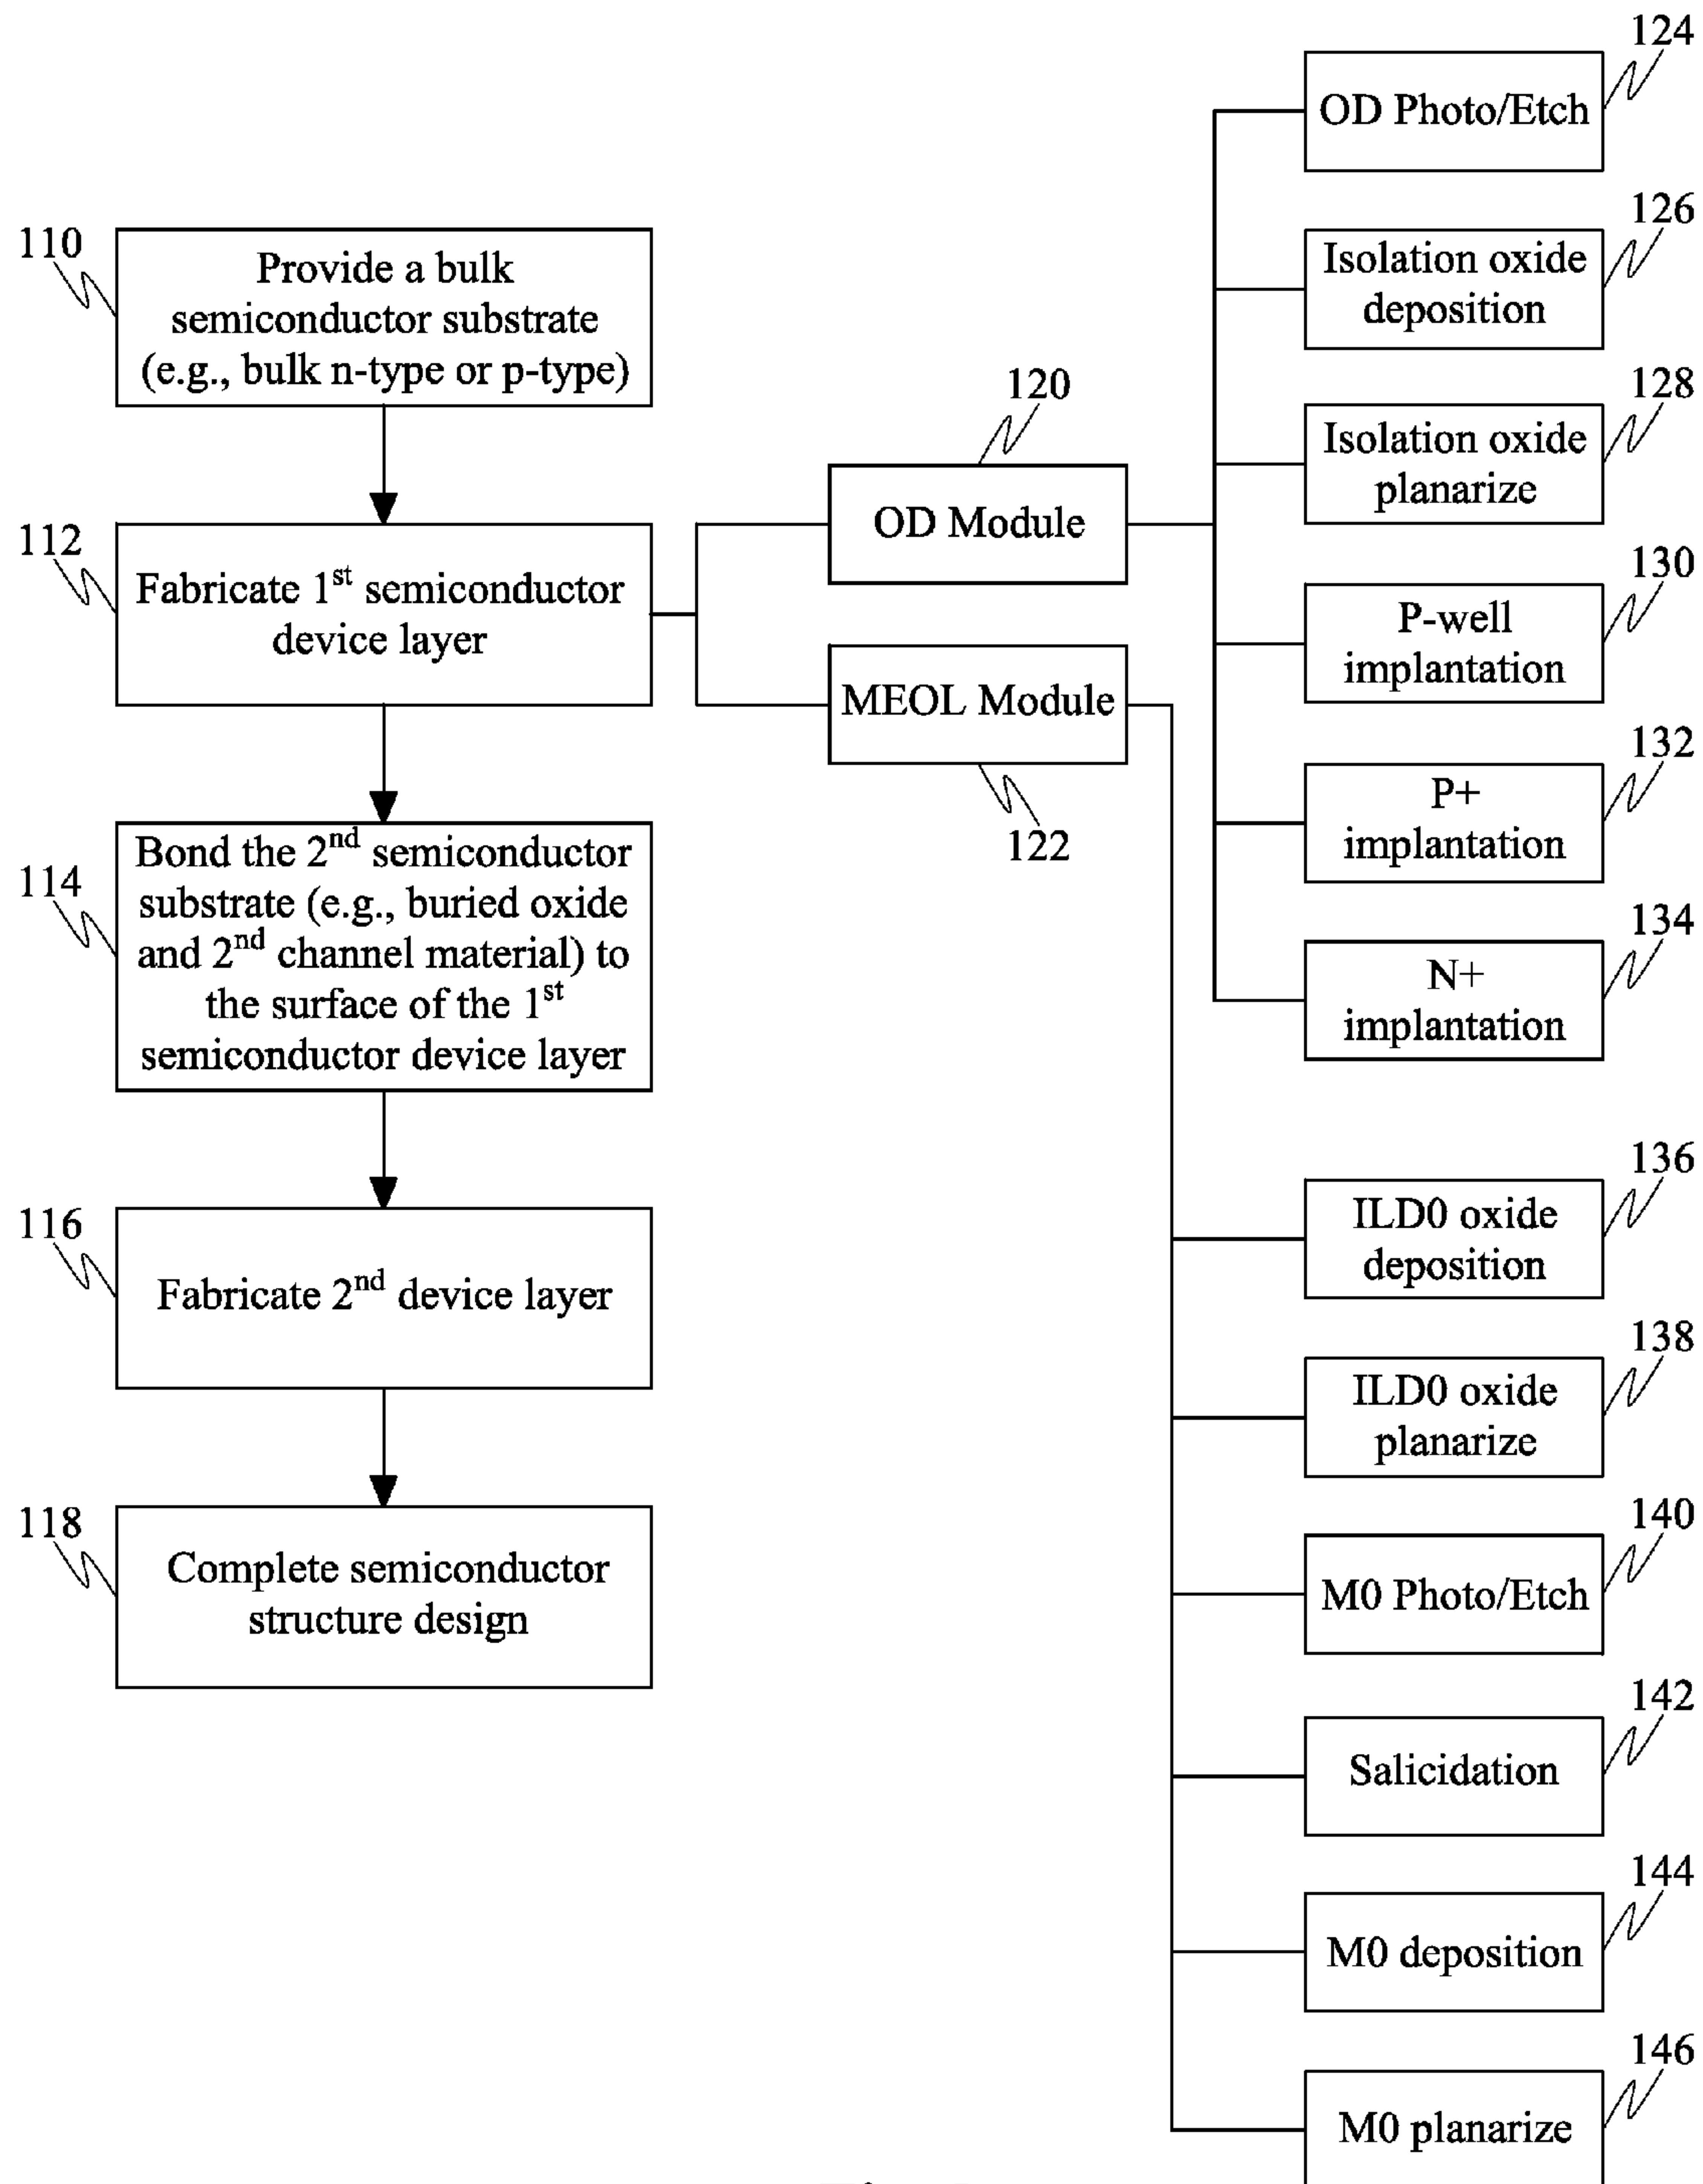 110
Provide a bulk
semiconductor substrate
(e.g., bulk n-type or p-type)
112
Fabricate 1st semiconductor
device layer
114
Bond the 2nd semiconductor
substrate (e.g., buried oxide
and 2nd channel material) to
the surface of the 1st
semiconductor device layer
116
Fabricate 2nd device layer
118
Complete semiconductor
structure design
120
OD Module
MEOL Module
122
124
OD Photo/Etch
126
Isolation oxide
deposition
128
Isolation oxide
planarize
130
P-well
implantation
132
P+
implantation
134
N+
implantation
136
ILD0 oxide
deposition
138
ILD0 oxide
planarize
140
M0 Photo/Etch
142
Salicidation
144
M0 deposition
146
M0 planarize